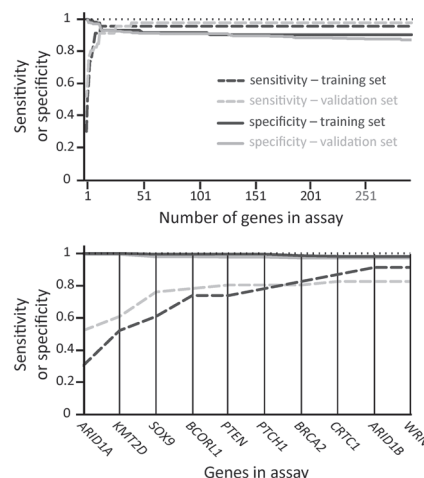 Sensitivity
or specificity
1
0.8
0.6
0.4
0.2
0
sensitivity – training set
sensitivity – validation set
specificity – training set
specificity – validation set
1 51 101 151 201 251
Number of genes in assay
Sensitivity
or specificity
1
0.8
0.6
0.4
0.2
0
ARID1A KMT2D SOX9 BCORL1 PTEN PTCH1 BRCA2 CRTC1 ARID1B WRN
Genes in assay